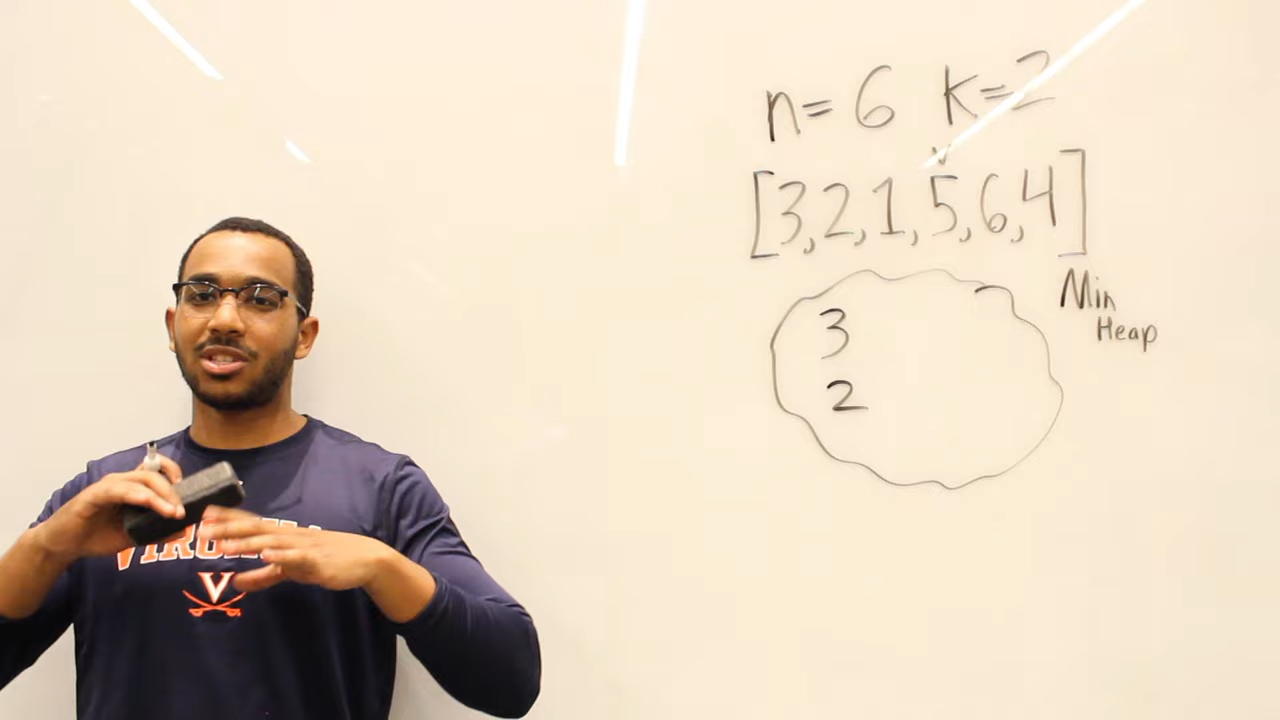 n=6 k=2
v
[3,2,1,5,6,4]
Min
Heap
3
2
VIRGINIA
V